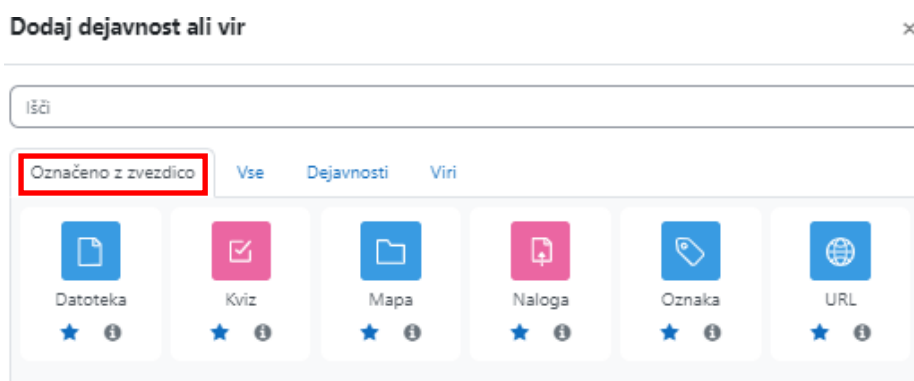 Dodaj dejavnost ali vir
Išči
Označeno z zvezdico Vse Dejavnosti Viri
Datoteka Kviz Mapa Naloga Oznaka URL